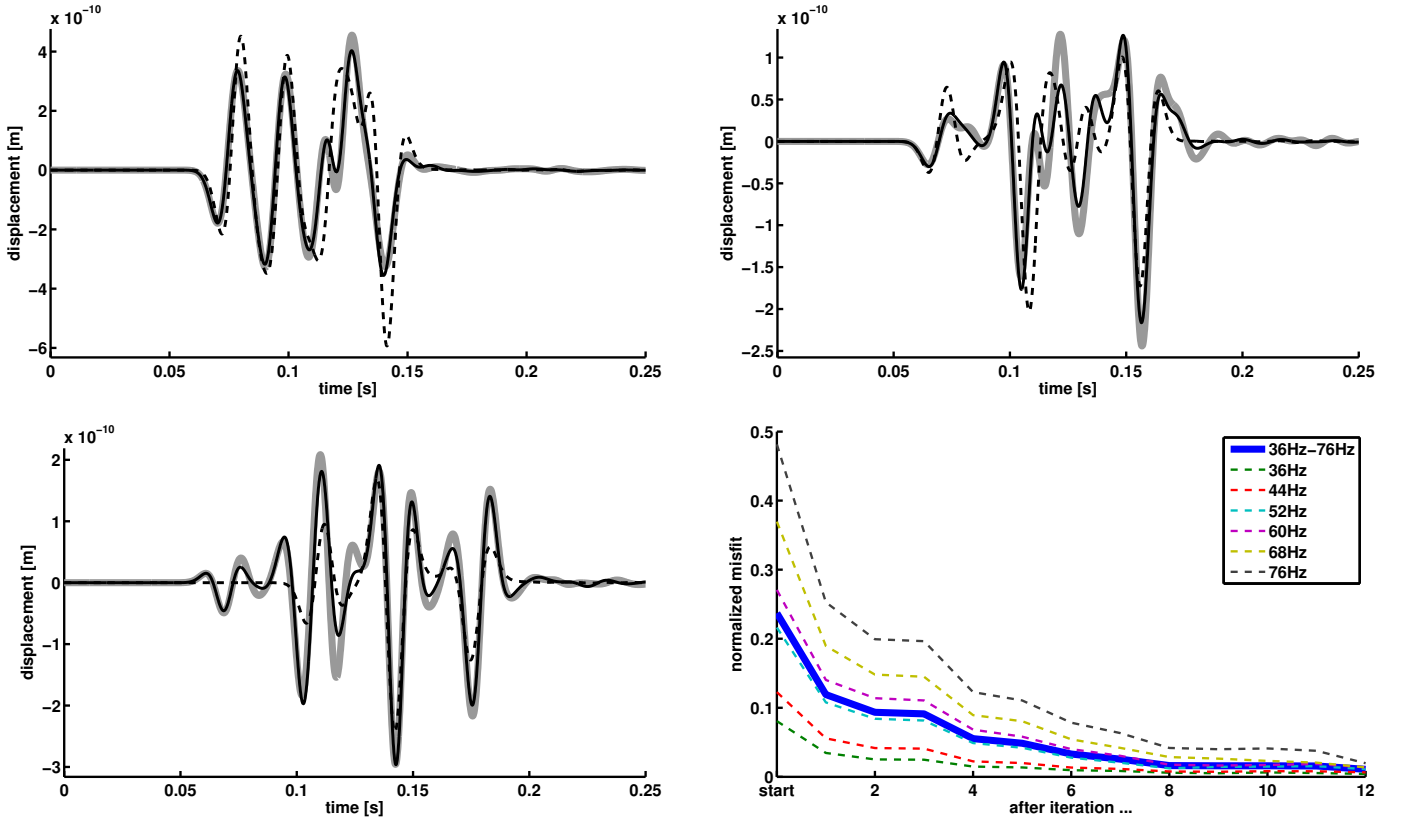 x 10−10
4
2
0
−2
−4
−6
0 0.05 0.1 0.15 0.2 0.25
time [s]
displacement [m]
x 10−10
1
0.5
0
−0.5
−1
−1.5
−2
−2.5
0 0.05 0.1 0.15 0.2 0.25
time [s]
displacement [m]
x 10−10
2
1
0
−1
−2
−3
0 0.05 0.1 0.15 0.2 0.25
time [s]
displacement [m]
0.5
0.4
0.3
0.2
0.1
0
start 2 4 6 8 10 12
after iteration ...
normalized misfit
36Hz−76Hz
36Hz
44Hz
52Hz
60Hz
68Hz
76Hz